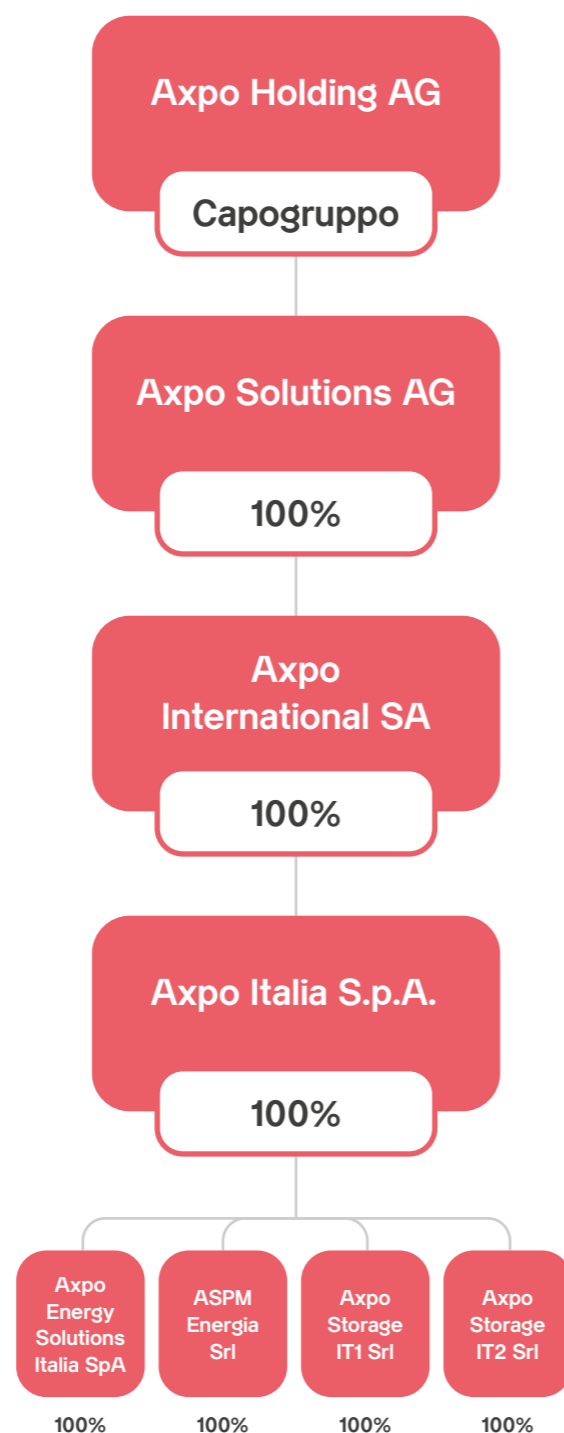 Axpo Holding AG
Capogruppo
Axpo Solutions AG
100%
Axpo
International SA
100%
Axpo Italia S.p.A.
100%
Axpo
Energy
Solutions
Italia SpA
100%
ASPM
Energia
Srl
100%
Axpo
Storage
IT1 Srl
100%
Axpo
Storage
IT2 Srl
100%